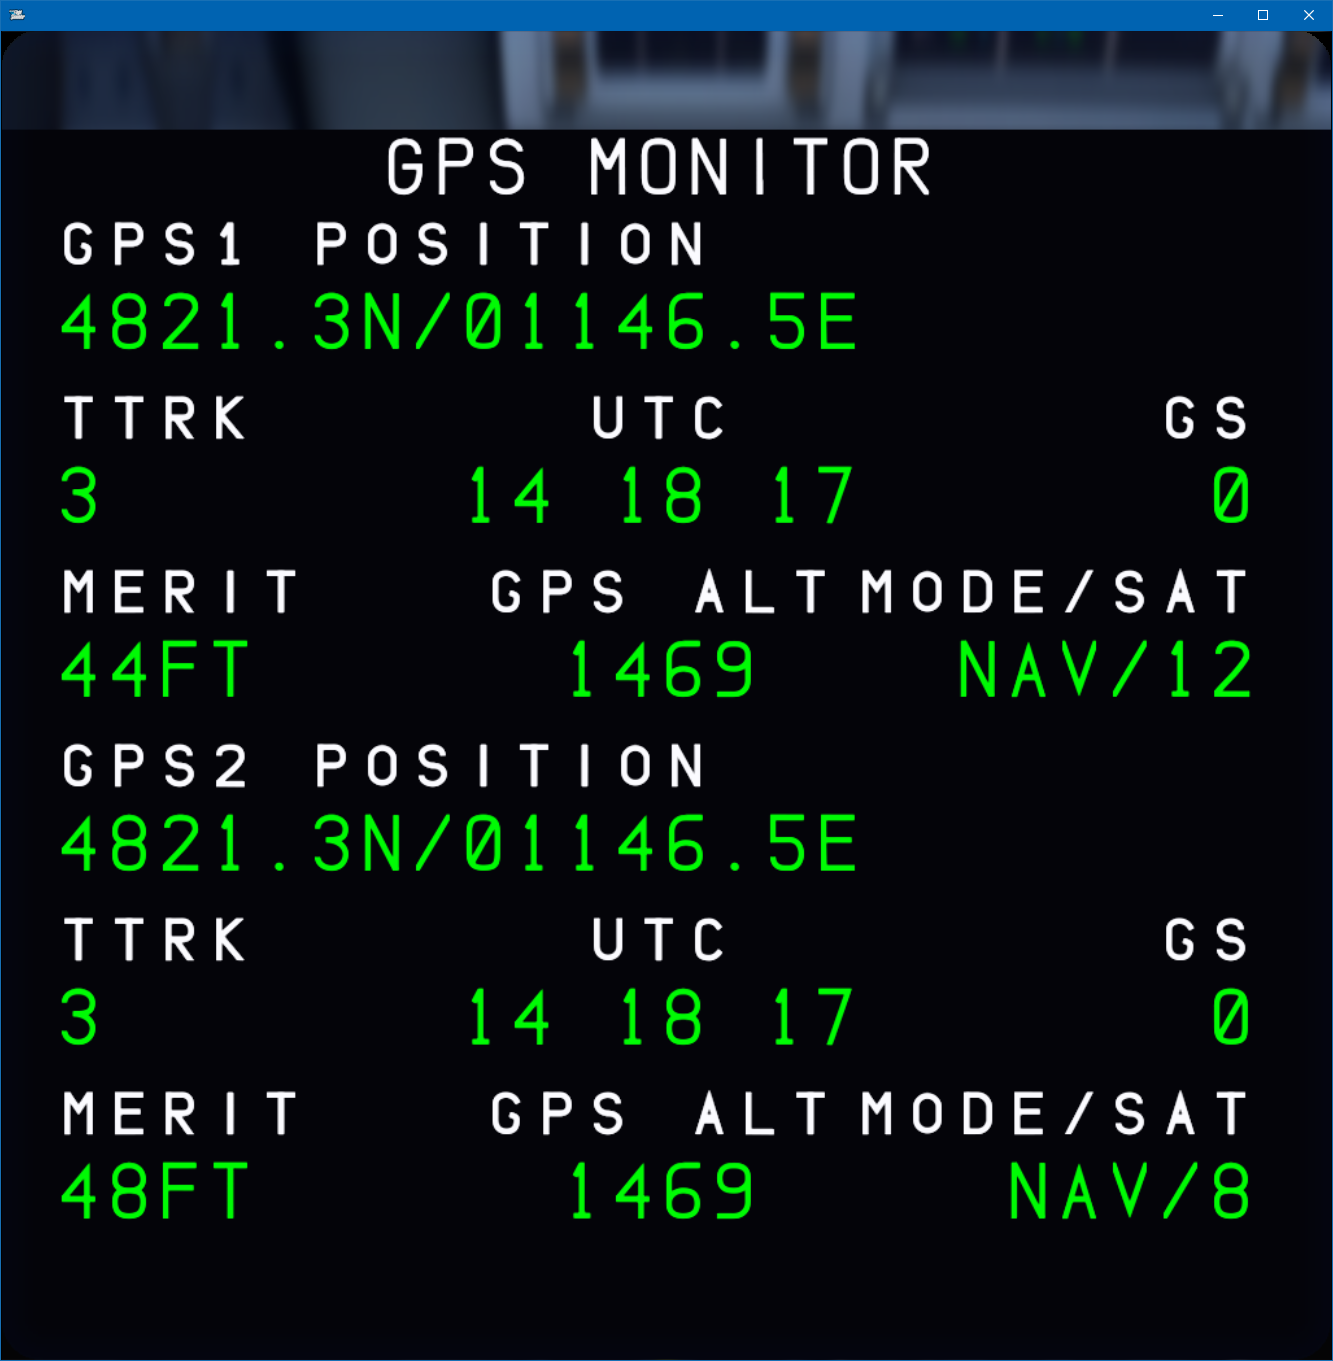 GPS MONITOR
GPS1 POSITION
4821.3N/01146.5E
TTRK UTC GS
3 14 18 17 0
MERIT GPS ALT MODE/SAT
44FT 1469 NAV/12
GPS2 POSITION
4821.3N/01146.5E
TTRK UTC GS
3 14 18 17 0
MERIT GPS ALT MODE/SAT
48FT 1469 NAV/8